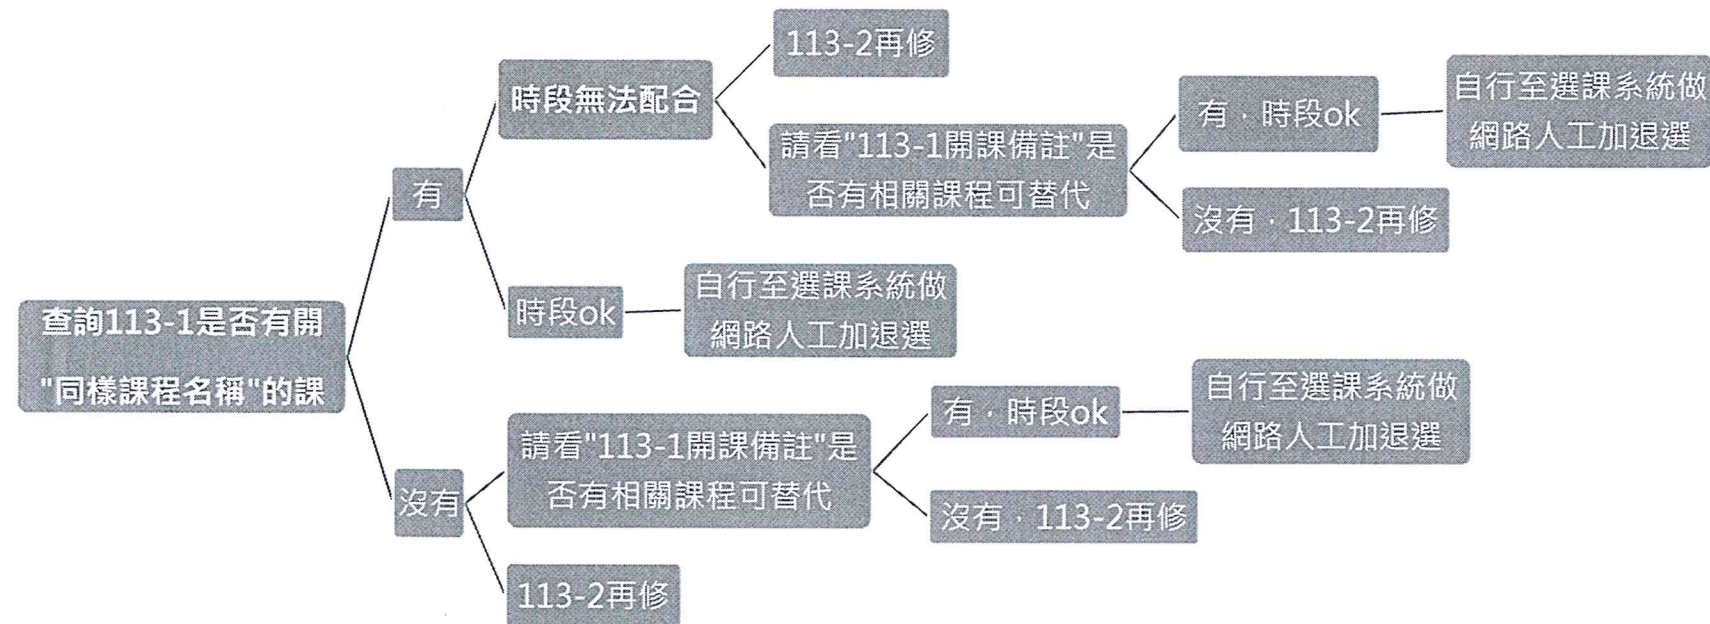 查詢113-1是否有開
"同樣課程名稱"的課
有
時段無法配合
113-2再修
請看"113-1開課備註"是
否有相關課程可替代
有，時段ok
自行至選課系統做
網路人工加退選
沒有，113-2再修
時段ok
自行至選課系統做
網路人工加退選
沒有
請看"113-1開課備註"是
否有相關課程可替代
有，時段ok
自行至選課系統做
網路人工加退選
沒有，113-2再修
113-2再修